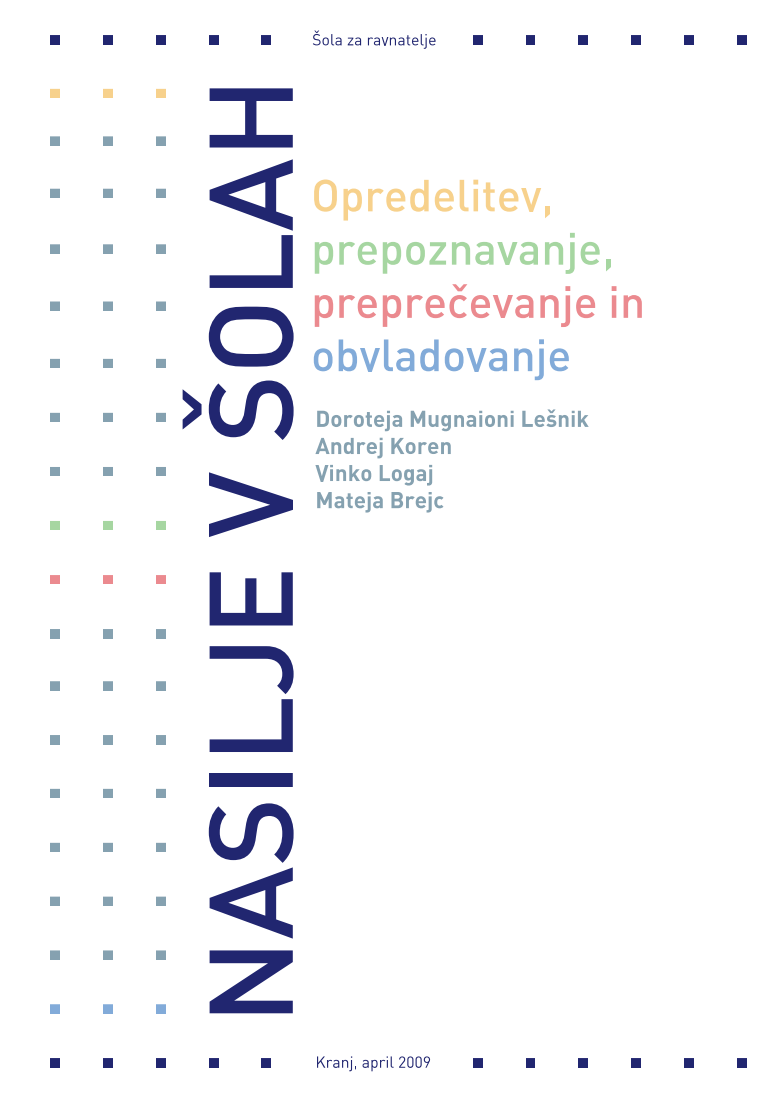 Šola za ravnatelje
NASILJE V ŠOLAH
Opredelitev,
prepoznavanje,
preprečevanje in
obvladovanje
Doroteja Mugnaioni Lešnik
Andrej Koren
Vinko Logaj
Mateja Brejc
Kranj, april 2009